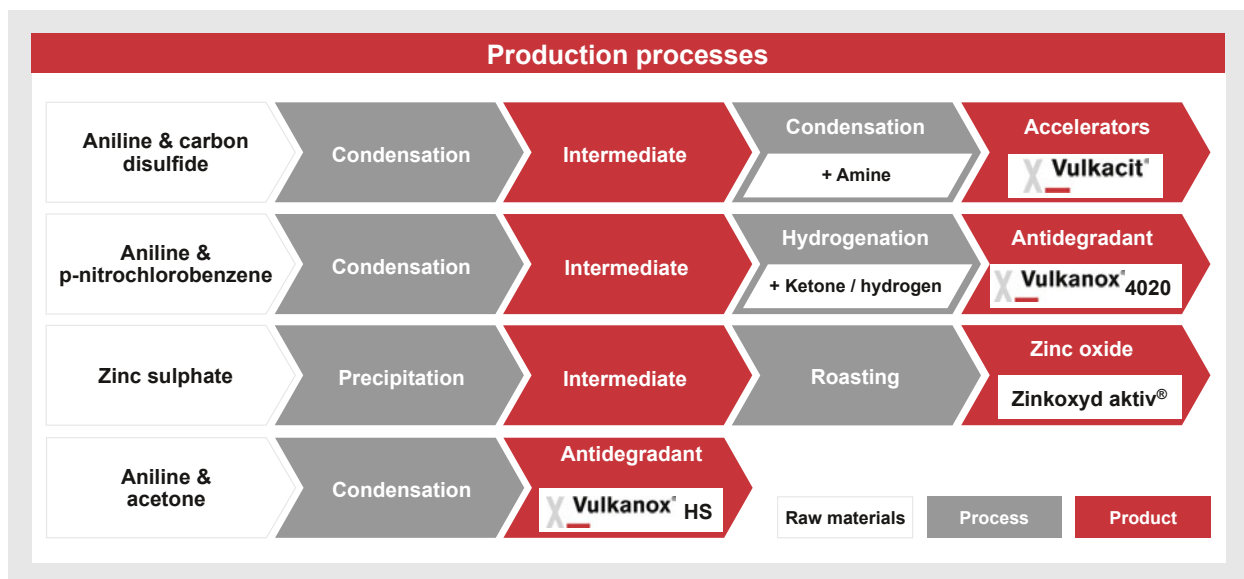 Production processes
Aniline & carbon
disulfide
Condensation
Intermediate
Condensation
+ Amine
Accelerators
X Vulkacit®
Aniline &
p-nitrochlorobenzene
Condensation
Intermediate
Hydrogenation
+ Ketone / hydrogen
Antidegradant
X Vulkanox® 4020
Zinc sulphate
Precipitation
Intermediate
Roasting
Zinc oxide
Zinkoxyd aktiv®
Aniline &
acetone
Condensation
Antidegradant
X Vulkanox® HS
Raw materials
Process
Product